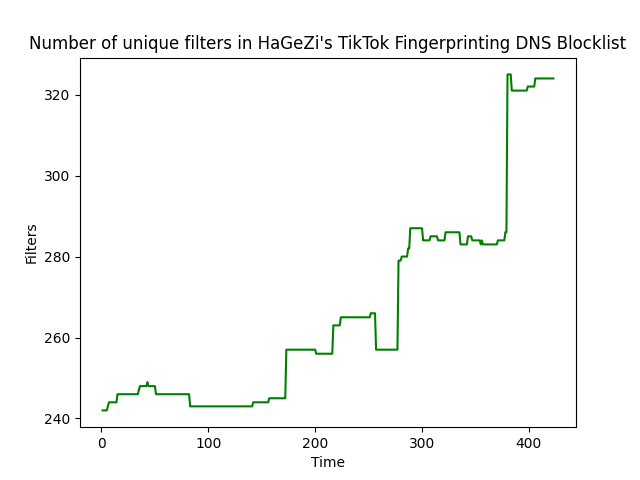 Number of unique filters in HaGeZi's TikTok Fingerprinting DNS Blocklist
320
300
280
260
240
Filters
0 100 200 300 400
Time